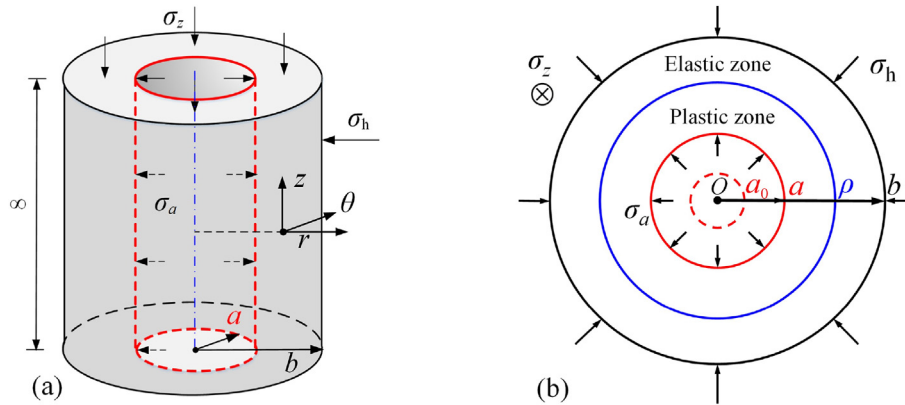 σz
σh
∞
σa
z
θ
r
a
b
(a)
Elastic zone
σz
σh
Plastic zone
O
a0
a
ρ
b
σa
(b)